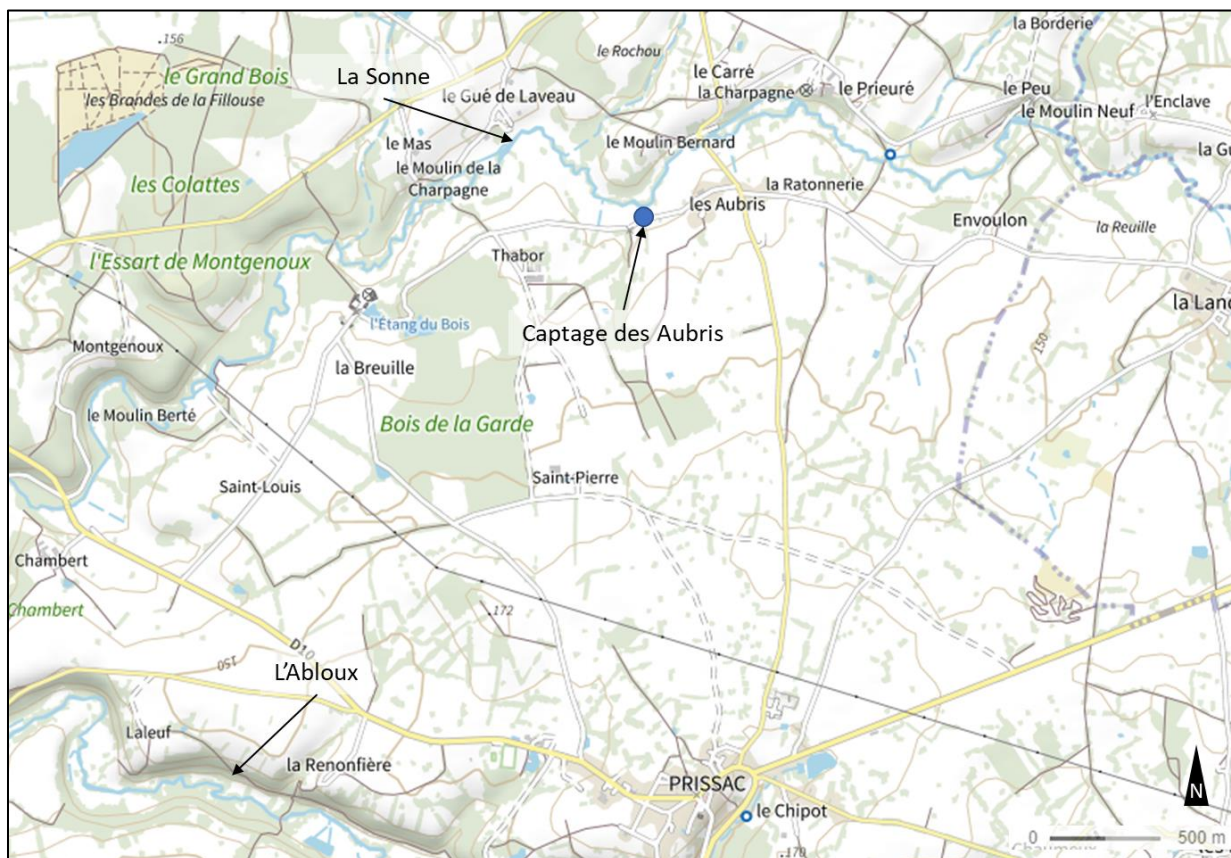 .156
le Grand Bois
les Brandes de la Fillouse
La Sonne
le Rochou
la Borderie
le Gué de Laveau
le Carré
la Charpagne
le Prieuré
le Peu
le Moulin Neuf
l'Enclave
le Mas
le Moulin Bernard
le Moulin de la
Charpagne
les Colattes
la Ratonnerie
les Aubris
Envoulon
la Reuille
l'Essart de Montgenoux
Thabor
la Land
l'Étang du Bois
Captage des Aubris
Montgenoux
la Breuille
150
le Moulin Berté
Bois de la Garde
Saint-Pierre
Saint-Louis
Chambert
Chambert
.172
D10
150
L'Abloux
Laleuf
la Renonfière
PRISSAC
le Chipot
N
0 500 m
.170